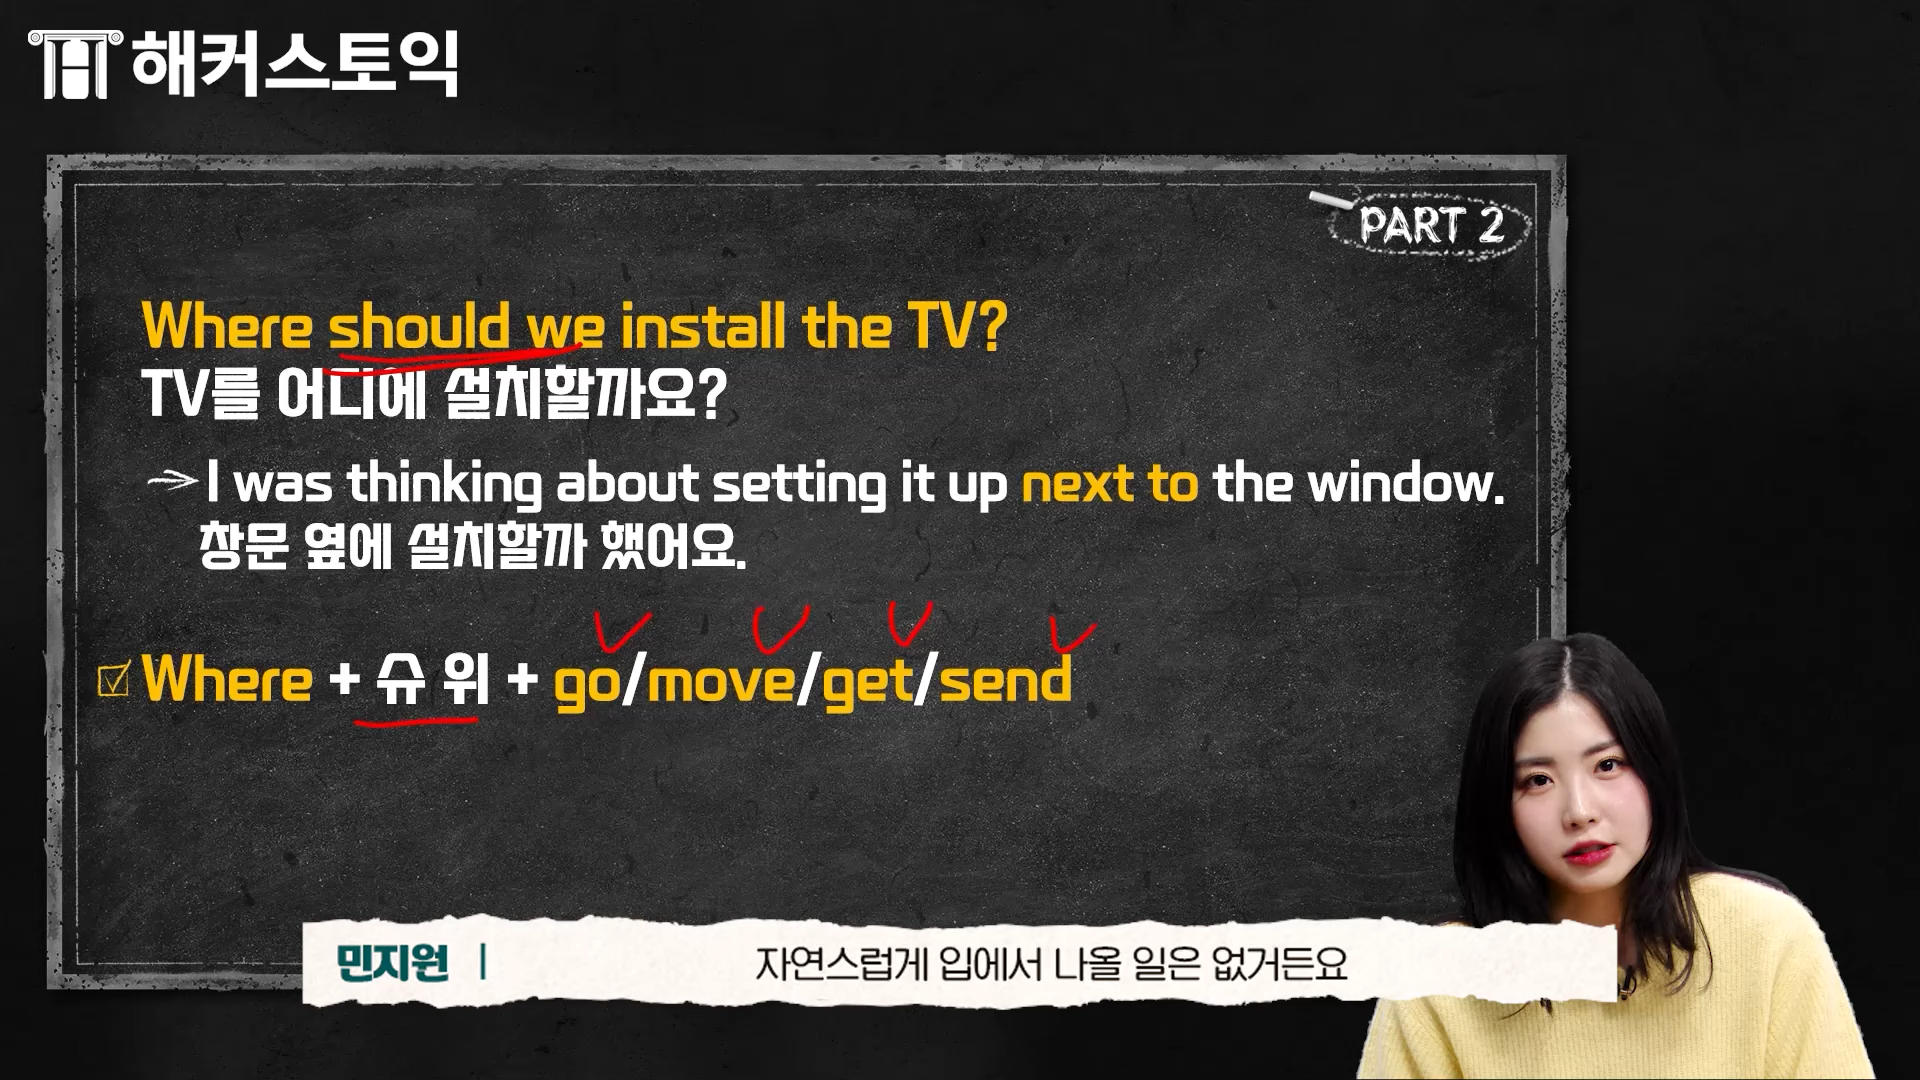 해커스토익
PART 2
Where should we install the TV?
TV를 어디에 설치할까요?
I was thinking about setting it up next to the window.
창문 옆에 설치할까 했어요.
Where + 슈 위 + go/move/get/send
민지원 | 자연스럽게 입에서 나올 일은 없거든요